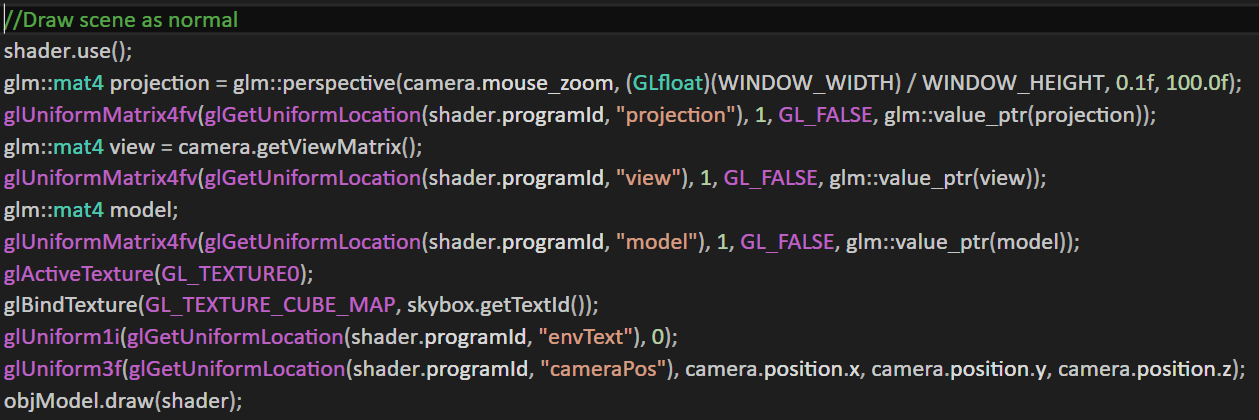 //Draw scene as normal
shader.use();
glm::mat4 projection = glm::perspective(camera.mouse_zoom, (GLfloat)(WINDOW_WIDTH) / WINDOW_HEIGHT, 0.1f, 100.0f);
glUniformMatrix4fv(glGetUniformLocation(shader.programId, "projection"), 1, GL_FALSE, glm::value_ptr(projection));
glm::mat4 view = camera.getViewMatrix();
glUniformMatrix4fv(glGetUniformLocation(shader.programId, "view"), 1, GL_FALSE, glm::value_ptr(view));
glm::mat4 model;
glUniformMatrix4fv(glGetUniformLocation(shader.programId, "model"), 1, GL_FALSE, glm::value_ptr(model));
glActiveTexture(GL_TEXTURE0);
glBindTexture(GL_TEXTURE_CUBE_MAP, skybox.getTextId());
glUniform1i(glGetUniformLocation(shader.programId, "envText"), 0);
glUniform3f(glGetUniformLocation(shader.programId, "cameraPos"), camera.position.x, camera.position.y, camera.position.z);
objModel.draw(shader);